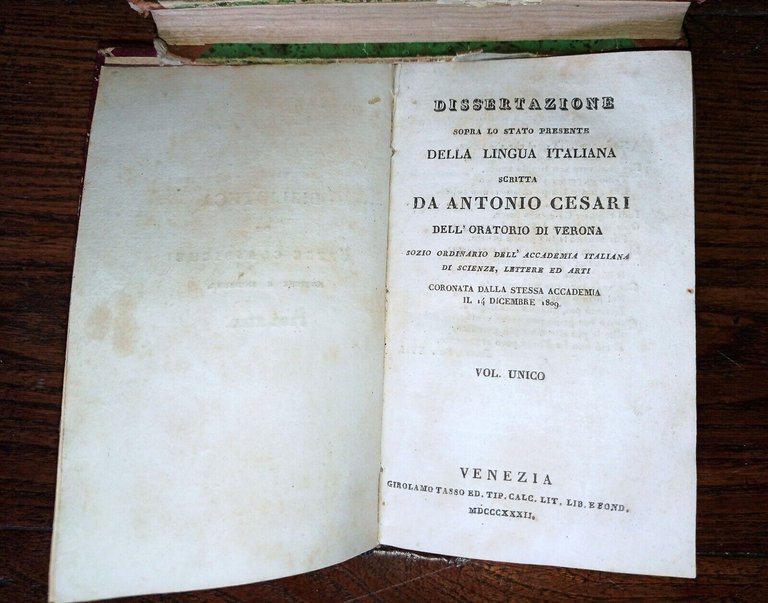 DISSERTAZIONE
SOPRA LO STATO PRESENTE
DELLA LINGUA ITALIANA
SCRITTA
DA ANTONIO CESARI
DELL' ORATORIO DI VERONA
SOZIO ORDINARIO DELL' ACCADEMIA ITALIANA
DI SCIENZE, LETTERE ED ARTI
CORONATA DALLA STESSA ACCADEMIA
IL 14 DICEMBRE 1809.
VOL. UNICO
VENEZIA
GIROLAMO TASSO ED. TIP. CALC. LIT. LIB. E FOND.
MDCCCXXXII.